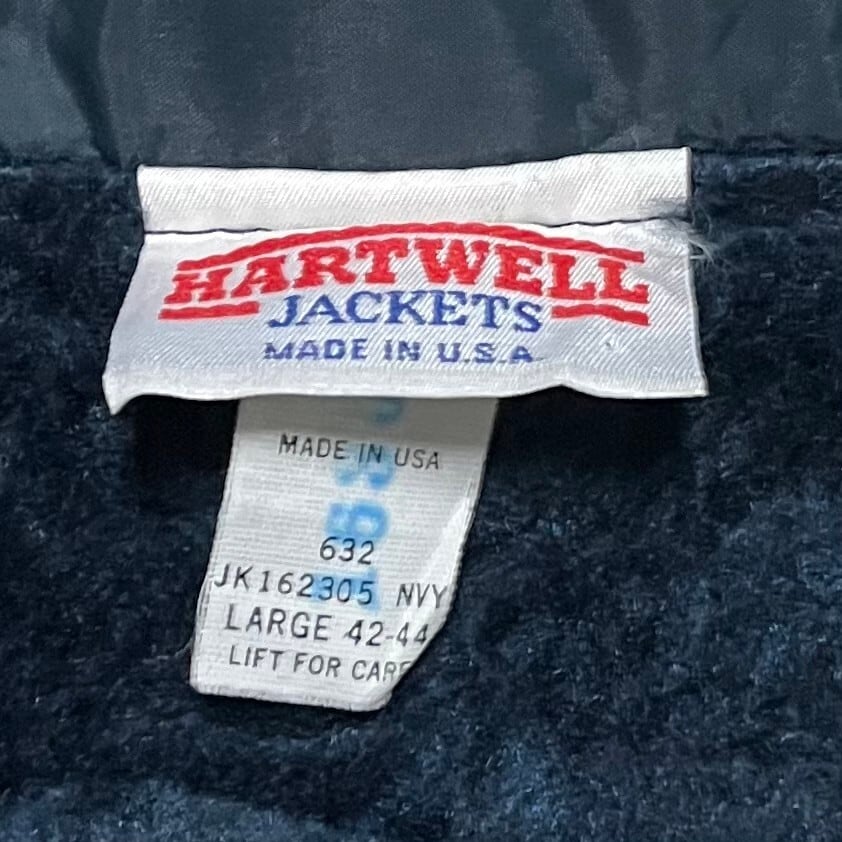 HARTWELL
JACKETS
MADE IN U.S.A.
MADE IN USA
632
JK162305 NVY
LARGE 42-44
LIFT FOR CARE